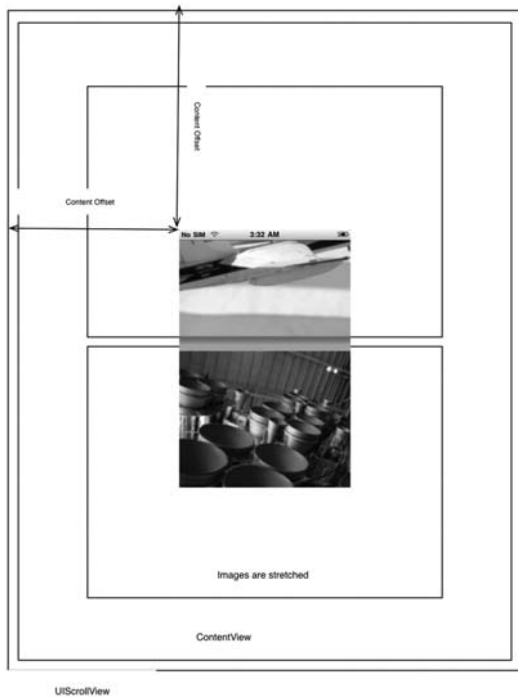 Content Offset
Content Offset
No SIM 3:32 AM
Images are stretched
ContentView
UIScrollView